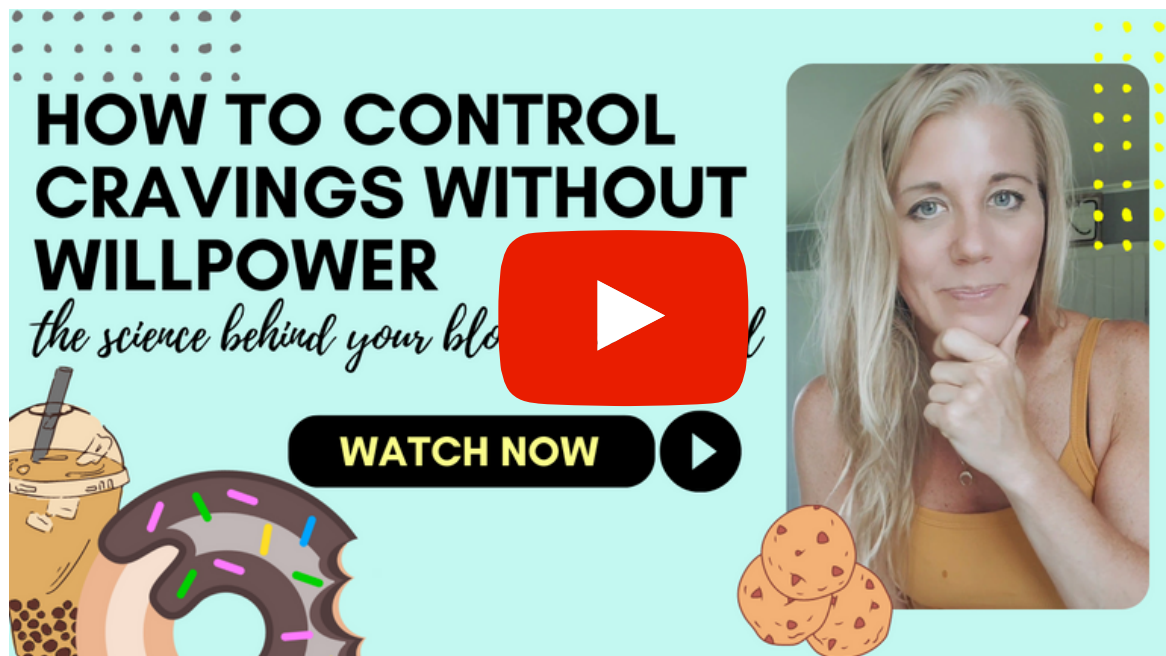 HOW TO CONTROL
CRAVINGS WITHOUT
WILLPOWER
the science behind your
WATCH NOW